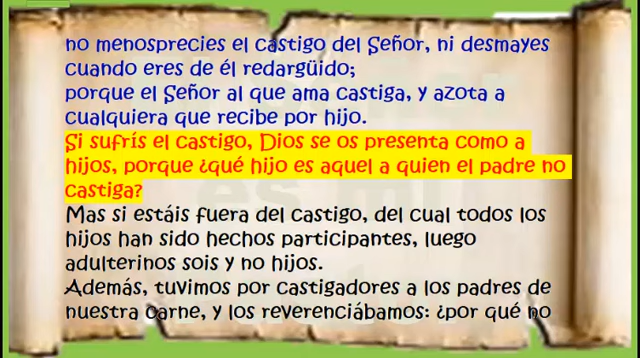 no menosprecies el castigo del Señor, ni desmayes
cuando eres de él redargüido;
porque el Señor al que ama castiga, y azota a
cualquiera que recibe por hijo.
Si sufrís el castigo, Dios se os presenta como a
hijos, porque ¿qué hijo es aquel a quien el padre no
castiga?
Mas si estáis fuera del castigo, del cual todos los
hijos han sido hechos participantes, luego
adulterinos sois y no hijos.
Además, tuvimos por castigadores a los padres de
nuestra carne, y los reverenciábamos: ¿por qué no